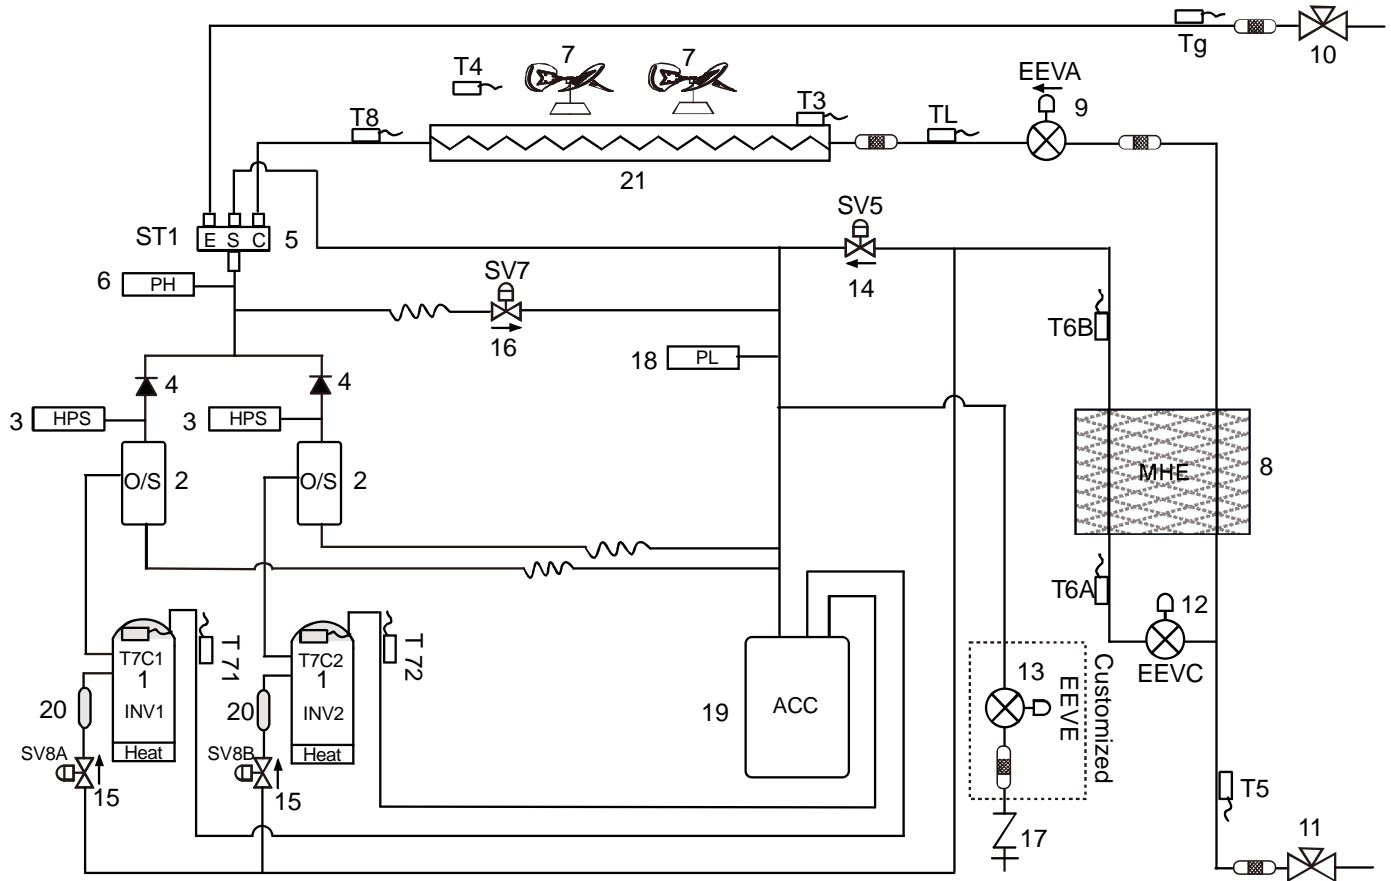 Tg
10
T4
7
7
EEVA
9
T8
T3
TL
21
ST1
E S C
5
SV5
14
6
PH
SV7
16
T6B
18
PL
4
4
3
HPS
3
HPS
O/S
2
O/S
2
MHE
8
T6A
12
EEVC
T7C1
1
INV1
Heat
T 71
T7C2
1
INV2
Heat
T 72
20
20
SV8A
15
SV8B
15
19
ACC
13
EEVE
Customized
17
T5
11